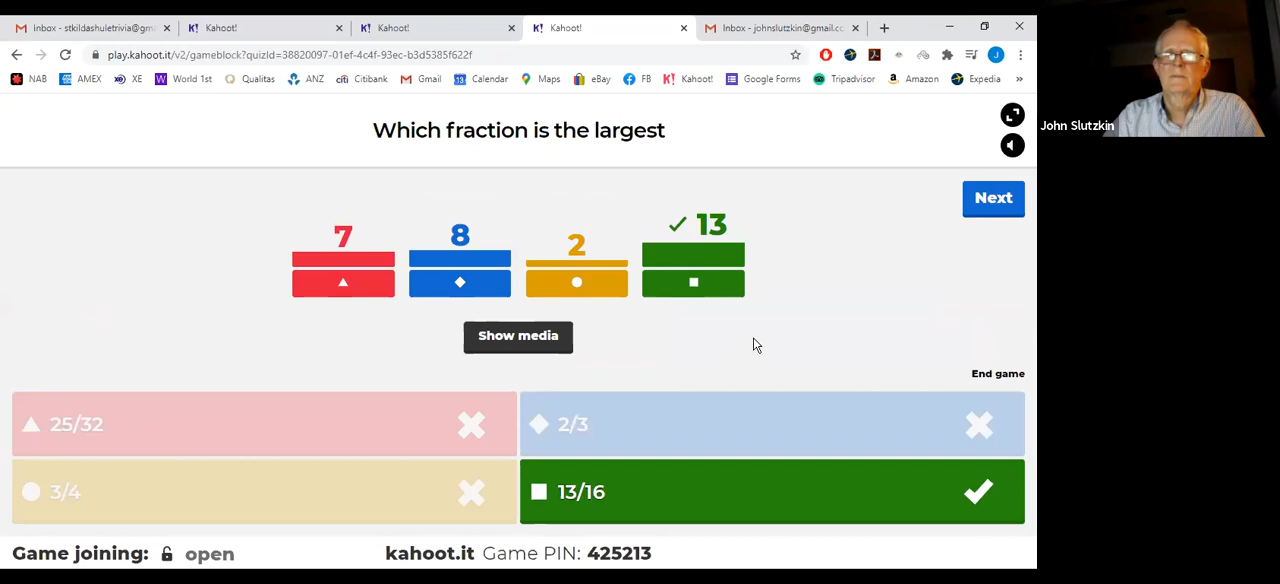 Inbox - stkildashuletrivia@gm
Kahoot!
Kahoot!
Kahoot!
Inbox - johnslutzkin@gmail.co
play.kahoot.it/v2/gameblock?quizId=38820097-01ef-4c4f-93ec-b3d5385f622f
J
NAB AMEX XE World 1st Qualitas ANZ Citibank Gmail Calendar Maps eBay FB Kahoot! Google Forms Tripadvisor Amazon Expedia »
Which fraction is the largest
John Slutzkin
Next
7 8 2 13
Show media
End game
25/32
2/3
3/4
13/16
Game joining: open
kahoot.it Game PIN: 425213